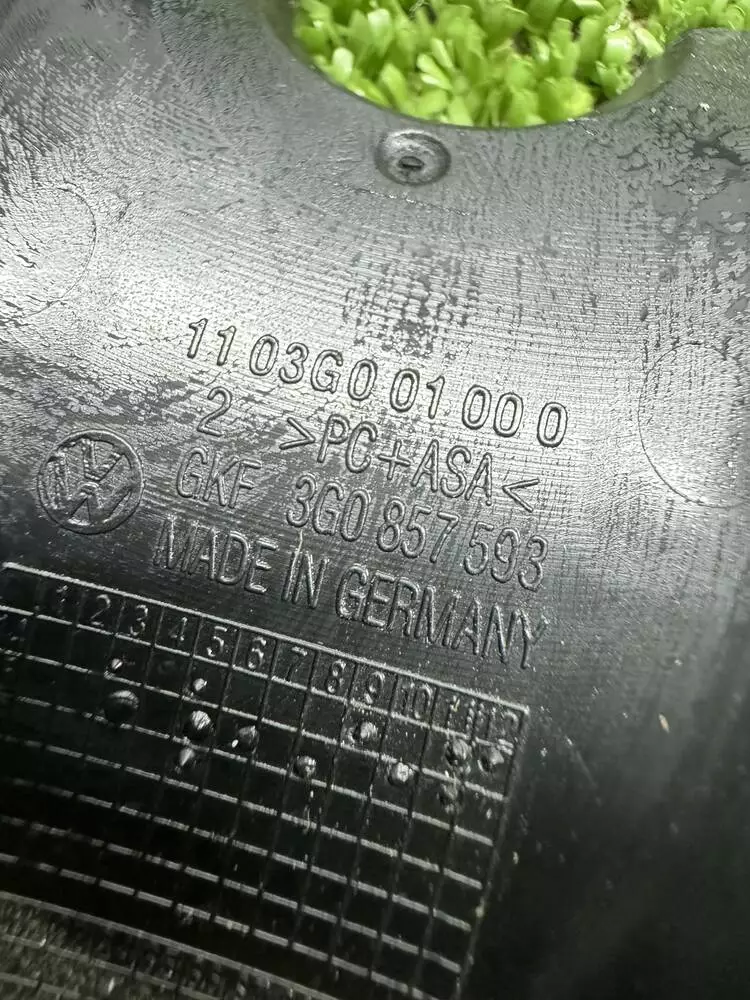 11 03G0 01 00 0
2 >PC+ASA<
GKF 3G0 857 593
MADE IN GERMANY
1 2 3 4 5 6 7 8 9 10 11 12